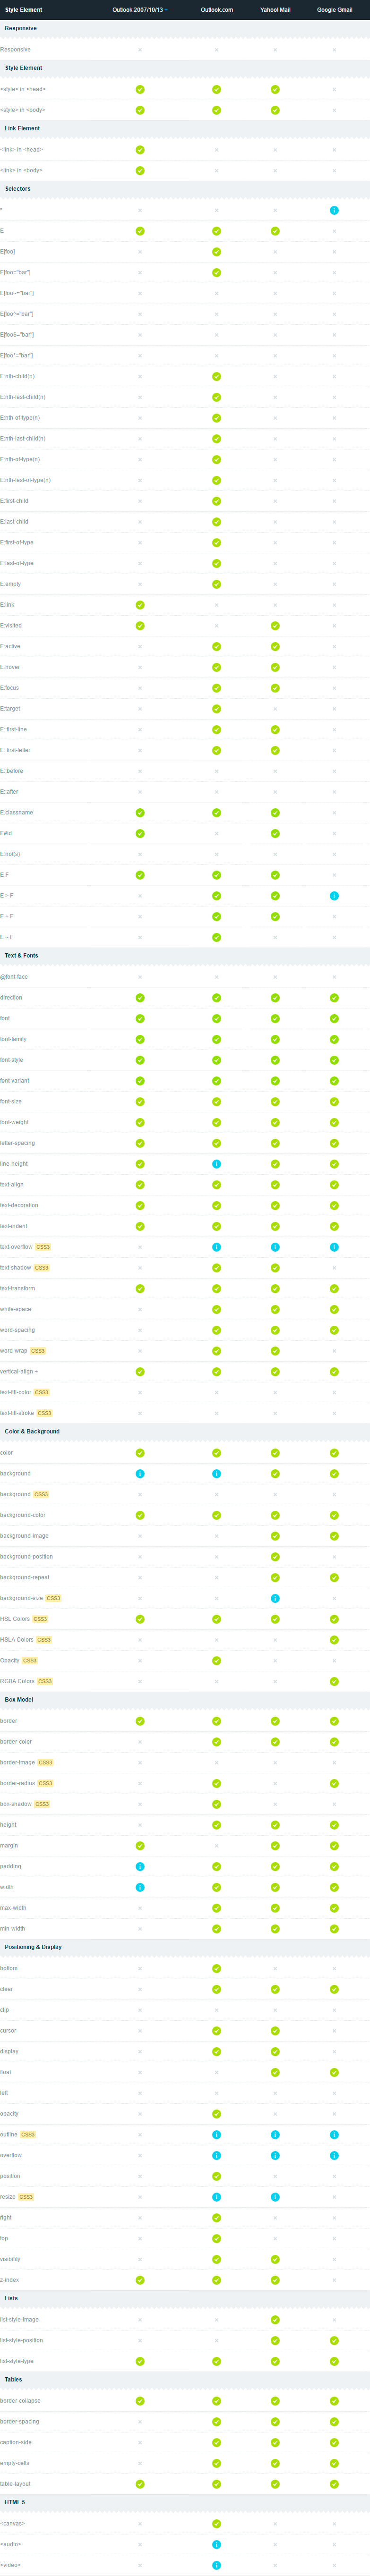 Style Element Outlook 2007/10/13 Outlook.com Yahoo! Mail Google Gmail
Responsive
Responsive
Style Element
<style> in <head>
<style> in <body>
Link Element
<link> in <head>
<link> in <body>
Selectors
*
E
E[foo]
E[foo="bar"]
E[foo~="bar"]
E[foo^="bar"]
E[foo$="bar"]
E[foo*="bar"]
E:nth-child(n)
E:nth-last-child(n)
E:nth-of-type(n)
E:nth-last-child(n)
E:nth-of-type(n)
E:nth-last-of-type(n)
E:first-child
E:last-child
E:first-of-type
E:last-of-type
E:empty
E:link
E:visited
E:active
E:hover
E:focus
E:target
E::first-line
E::first-letter
E::before
E::after
E.classname
E#id
E:not(s)
E F
E > F
E + F
E ~ F
Text & Fonts
@font-face
direction
font
font-family
font-style
font-variant
font-size
font-weight
letter-spacing
line-height
text-align
text-decoration
text-indent
text-overflow CSS3
text-shadow CSS3
text-transform
white-space
word-spacing
word-wrap CSS3
vertical-align +
text-fill-color CSS3
text-fill-stroke CSS3
Color & Background
color
background
background CSS3
background-color
background-image
background-position
background-repeat
background-size CSS3
HSL Colors CSS3
HSLA Colors CSS3
Opacity CSS3
RGBA Colors CSS3
Box Model
border
border-color
border-image CSS3
border-radius CSS3
box-shadow CSS3
height
margin
padding
width
max-width
min-width
Positioning & Display
bottom
clear
clip
cursor
display
float
left
opacity
outline CSS3
overflow
position
resize CSS3
right
top
visibility
z-index
Lists
list-style-image
list-style-position
list-style-type
Tables
border-collapse
border-spacing
caption-side
empty-cells
table-layout
HTML 5
<canvas>
<audio>
<video>